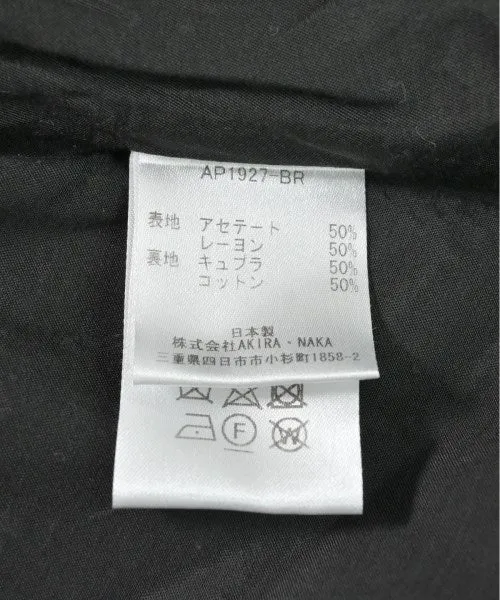 AP1927-BR
表地 アセテート 50%
レーヨン 50%
裏地 キュプラ 50%
コットン 50%
日本製
株式会社AKIRA・NAKA
三重県四日市市小杉町1858-2
F W